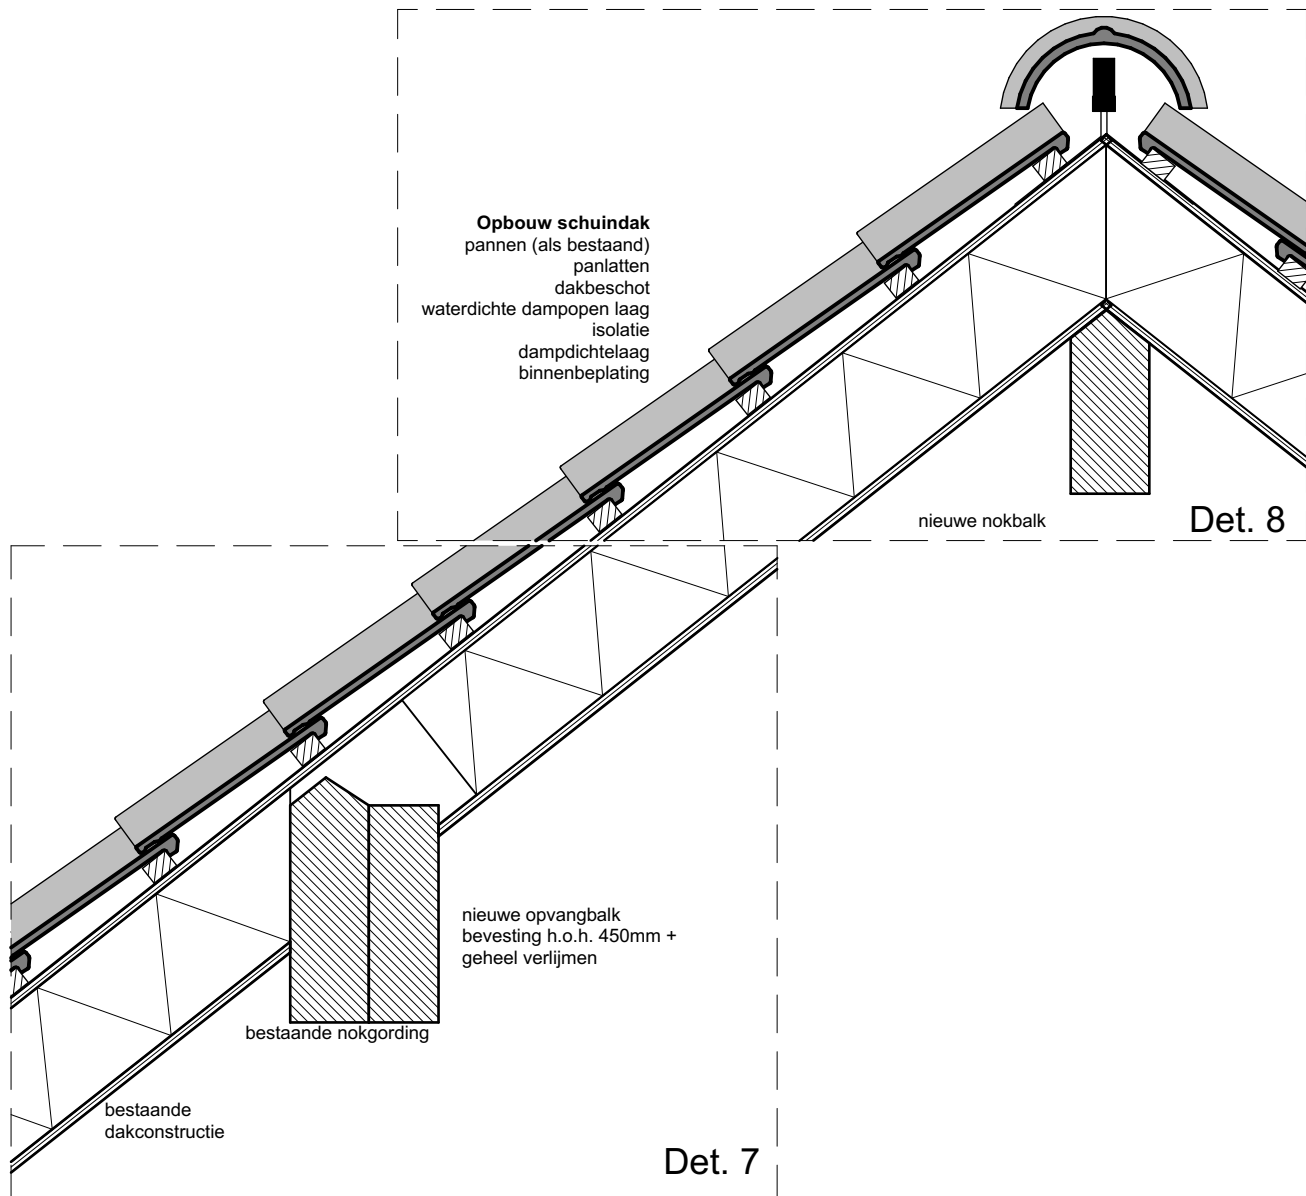 Opbouw schuindak
pannen (als bestaand)
panlatten
dakbeschot
waterdichte dampopen laag
isolatie
dampdichtelaag
binnenbeplating
nieuwe nokbalk
Det. 8
nieuwe opvangbalk
bevesting h.o.h. 450mm +
geheel verlijmen
bestaande nokgording
bestaande
dakconstructie
Det. 7